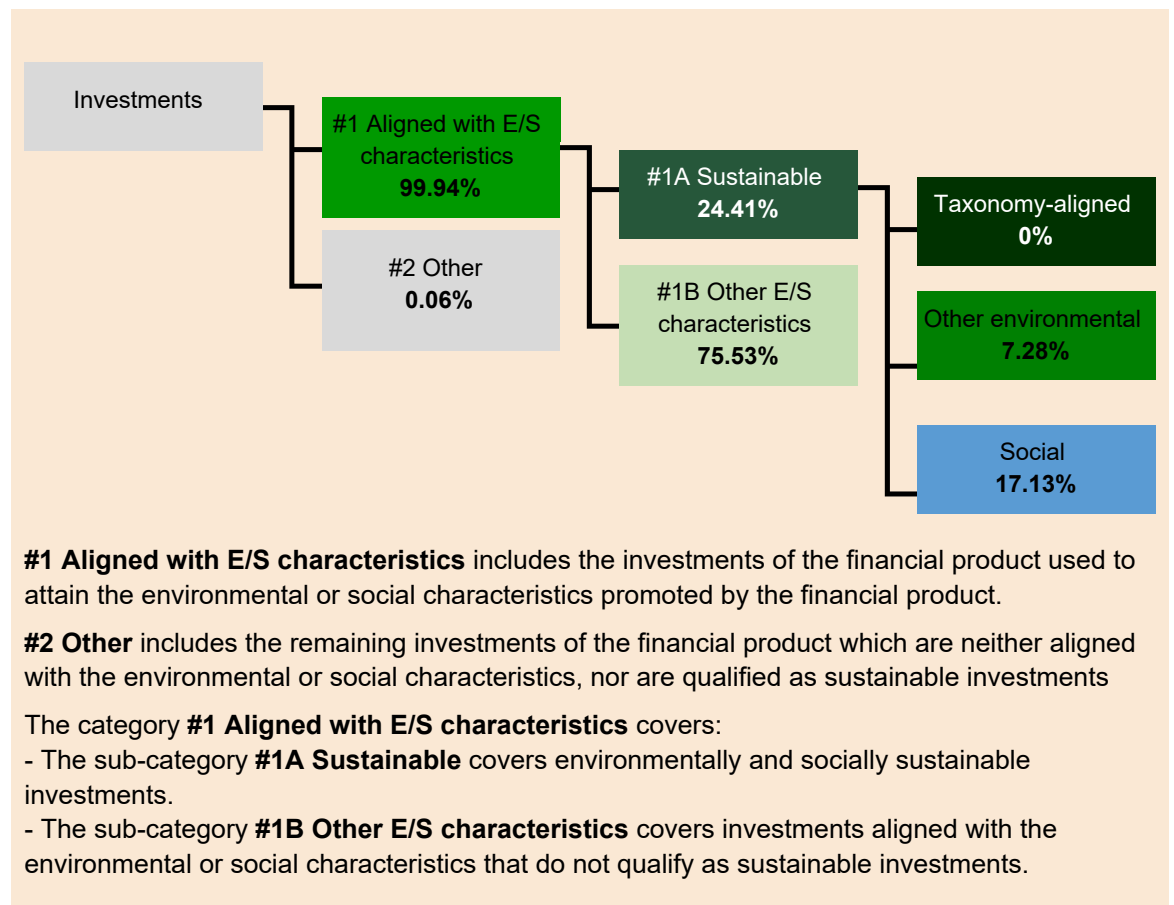 Investments
#1 Aligned with E/S
characteristics
99.94%
#2 Other
0.06%
#1A Sustainable
24.41%
#1B Other E/S
characteristics
75.53%
Taxonomy-aligned
0%
Other environmental
7.28%
Social
17.13%
#1 Aligned with E/S characteristics includes the investments of the financial product used to
attain the environmental or social characteristics promoted by the financial product.
#2 Other includes the remaining investments of the financial product which are neither aligned
with the environmental or social characteristics, nor are qualified as sustainable investments
The category #1 Aligned with E/S characteristics covers:
- The sub-category #1A Sustainable covers environmentally and socially sustainable
investments.
- The sub-category #1B Other E/S characteristics covers investments aligned with the
environmental or social characteristics that do not qualify as sustainable investments.